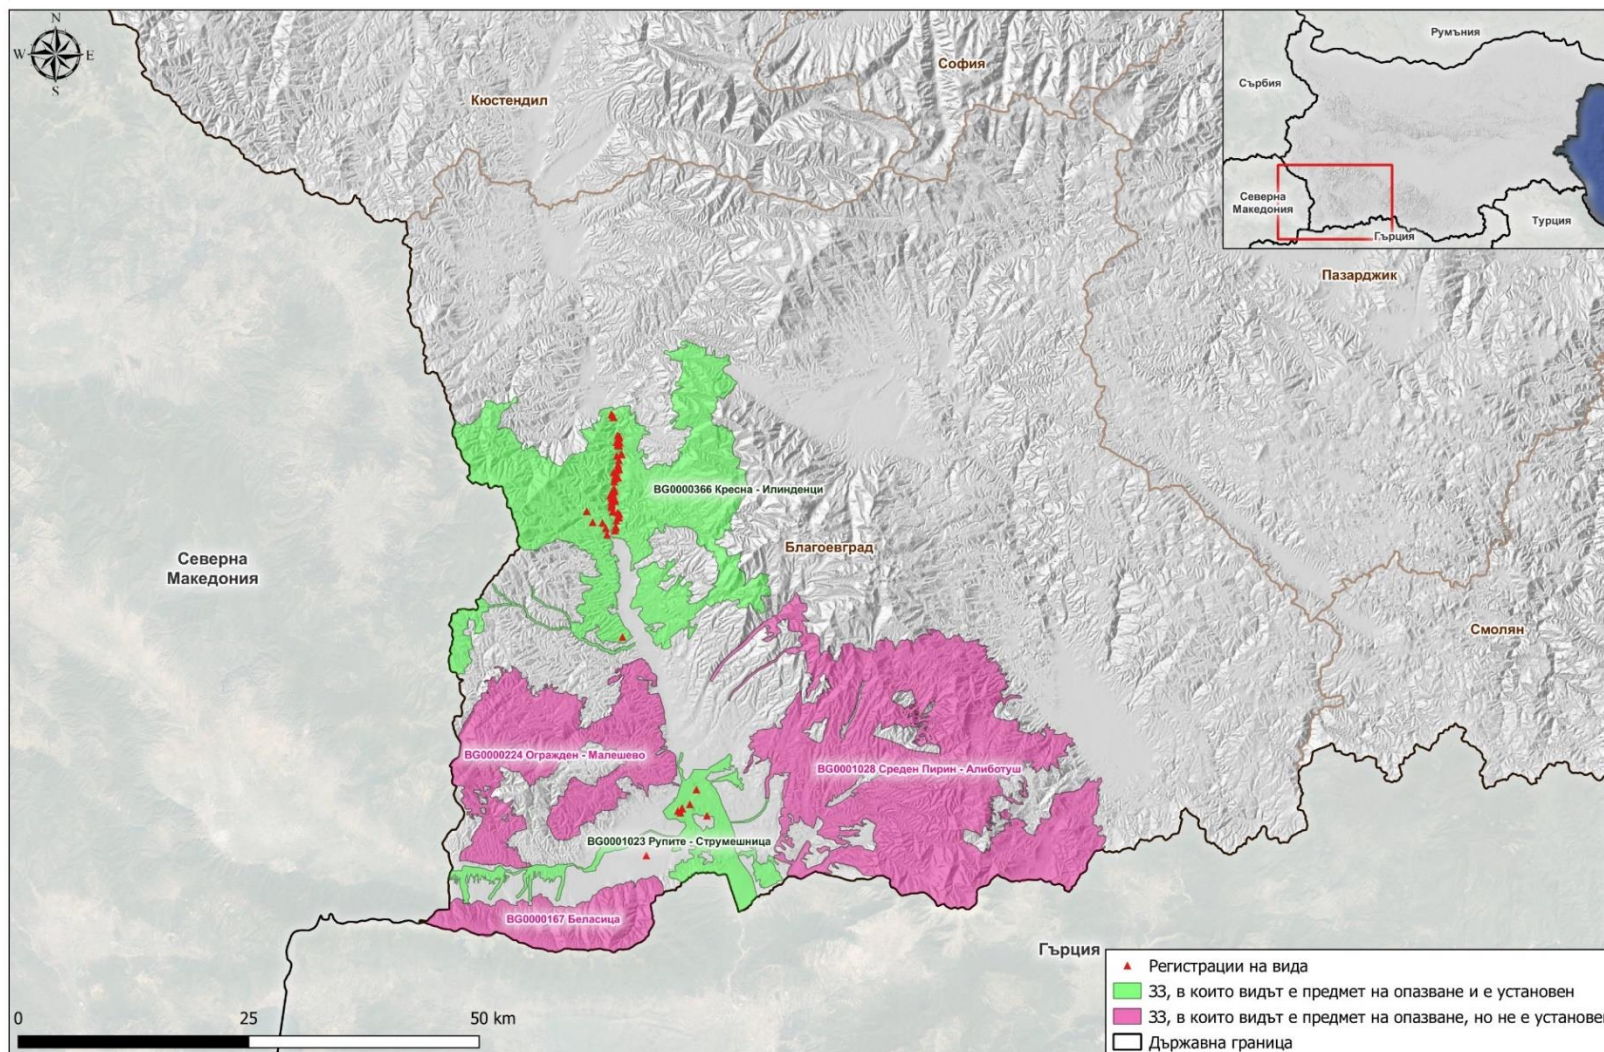 N
W E
S
Кюстендил
София
Румъния
Сърбия
Северна
Македония
Турция
Гърция
Пазарджик
BG0000366 Кресна - Илинденци
Благоевград
Северна
Македония
Смолян
BG0000224 Огражден - Малешево
BG0001028 Среден Пирин - Алиботуш
BG0001023 Рупите - Струмешница
BG0000167 Беласица
Гърция
Регистрации на вида
ЗЗ, в които видът е предмет на опазване и е установен
ЗЗ, в които видът е предмет на опазване, но не е установен
Държавна граница
0 25 50 km